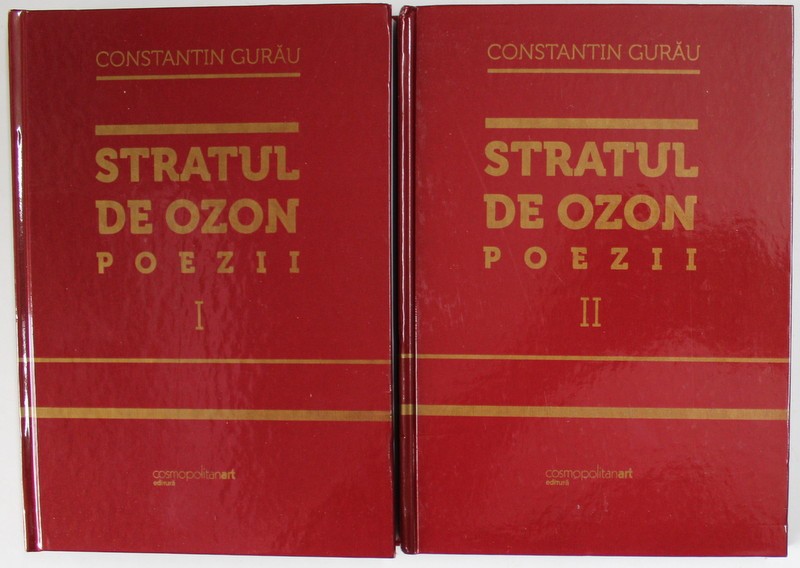 CONSTANTIN GURĂU
STRATUL
DE OZON
POEZII
I
cosmopolitanart
editură
CONSTANTIN GURĂU
STRATUL
DE OZON
POEZII
II
cosmopolitanart
editură